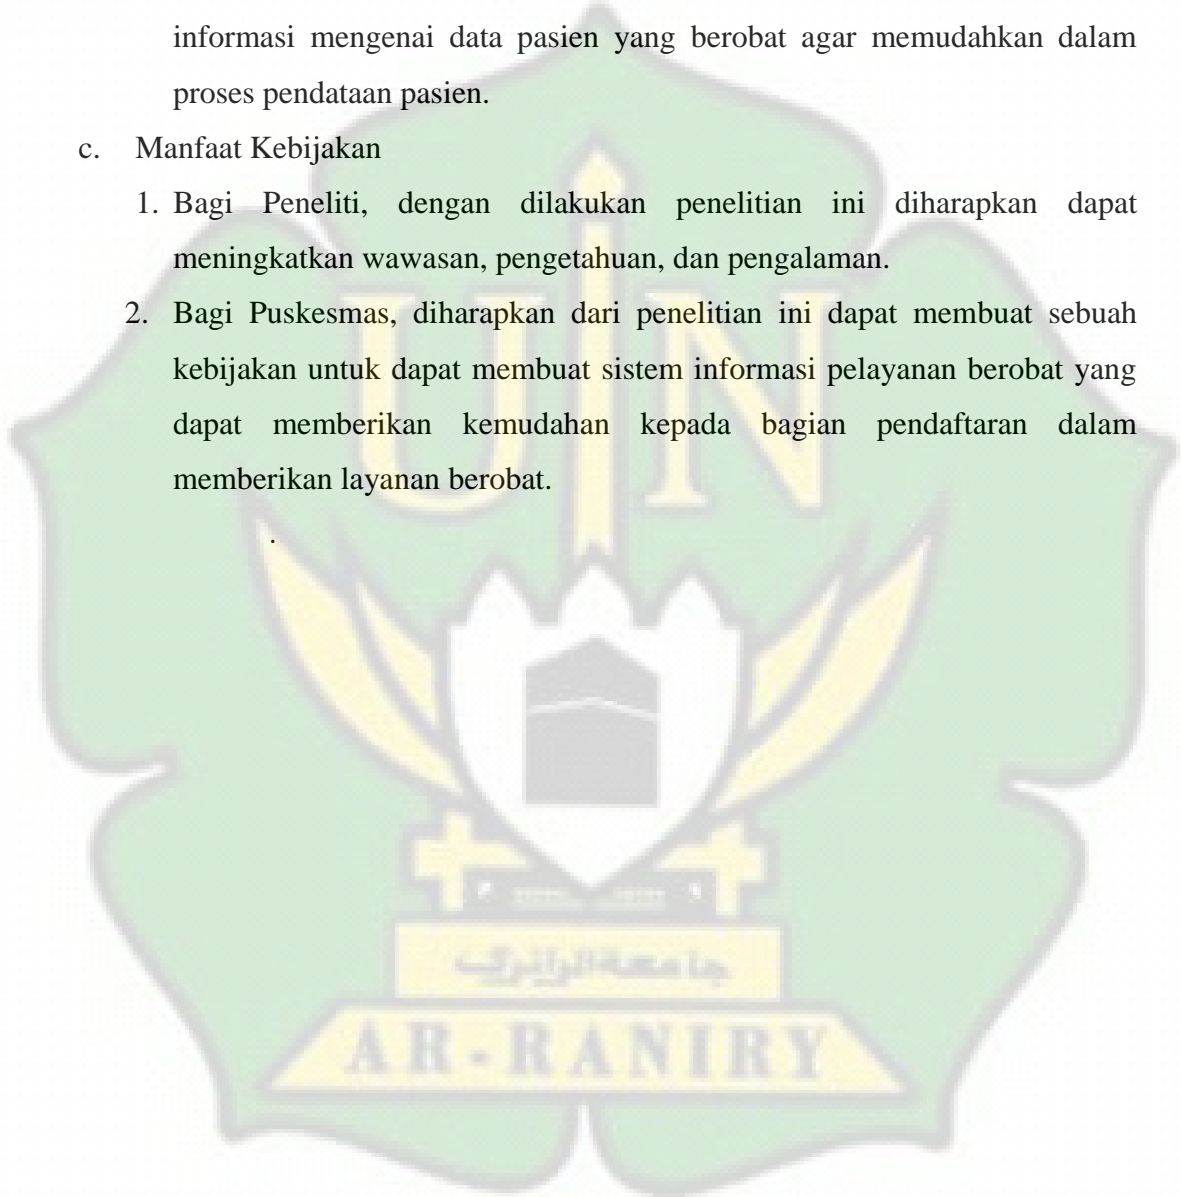 informasi mengenai data pasien yang berobat agar memudahkan dalam
proses pendataan pasien.
c. Manfaat Kebijakan
1. Bagi Peneliti, dengan dilakukan penelitian ini diharapkan dapat
meningkatkan wawasan, pengetahuan, dan pengalaman.
2. Bagi Puskesmas, diharapkan dari penelitian ini dapat membuat sebuah
kebijakan untuk dapat membuat sistem informasi pelayanan berobat yang
dapat memberikan kemudahan kepada bagian pendaftaran dalam
memberikan layanan berobat.
.
UIN
جامعة الرانري
AR-RANIRY